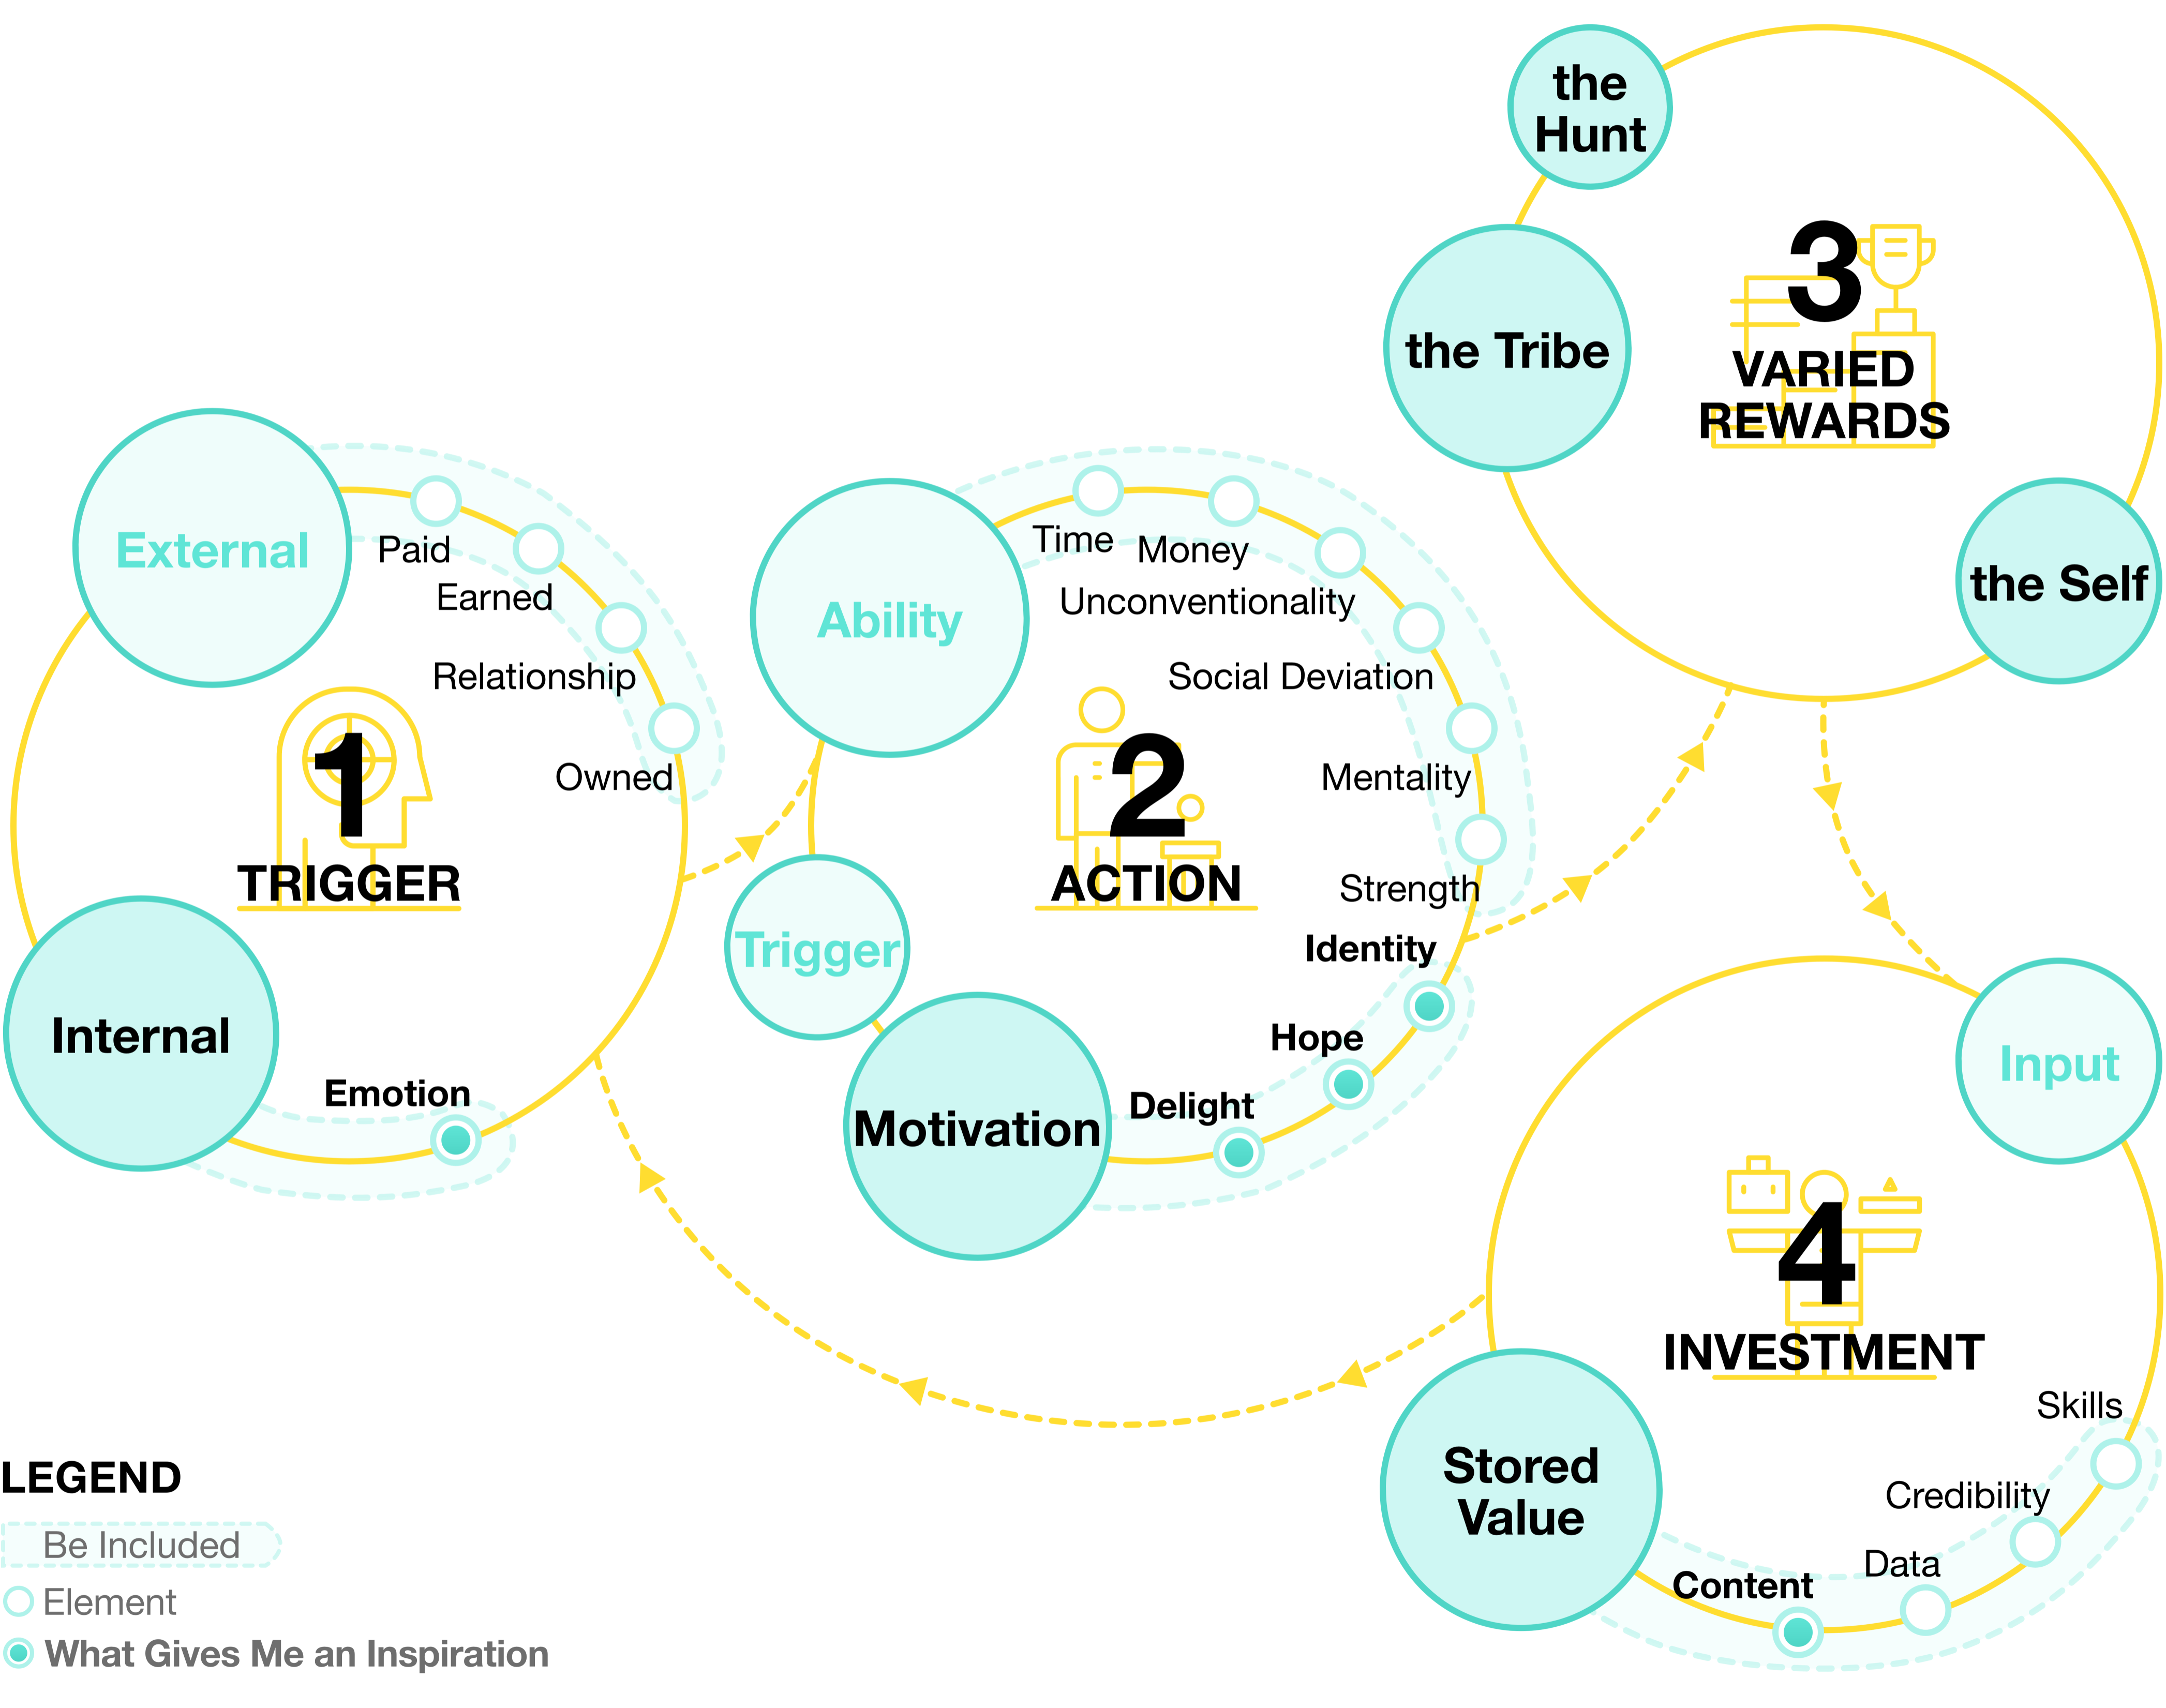 External
Paid
Earned
Relationship
Owned
1
TRIGGER
Internal
Emotion
Ability
Time
Money
Unconventionality
Social Deviation
Mentality
Strength
2
ACTION
Trigger
Motivation
Delight
Hope
Identity
the
Hunt
the Tribe
3
VARIED
REWARDS
the Self
Input
4
INVESTMENT
Stored
Value
Content
Data
Credibility
Skills
LEGEND
Be Included
Element
What Gives Me an Inspiration